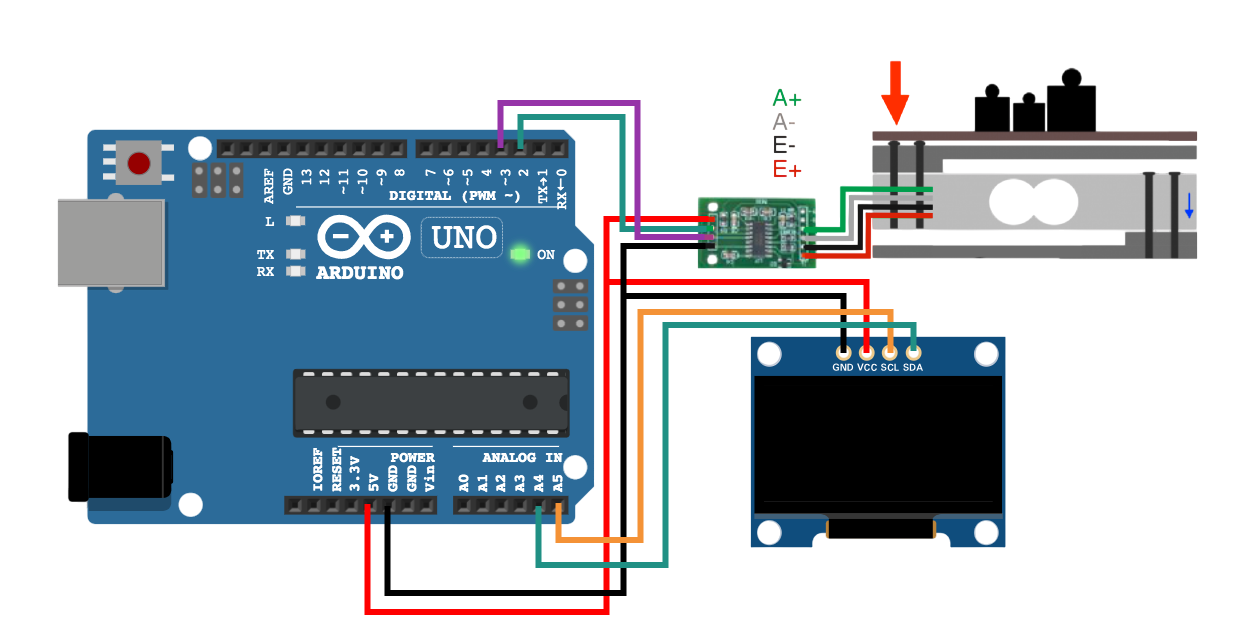 A+
A-
E-
E+
AREF
GND
13
12
~11
~10
~9
8
7
~6
~5
4
~3
2
TX→1
RX←0
DIGITAL (PWM ~)
L
TX
RX
UNO
ON
ARDUINO
GND VCC SCL SDA
POWER
ANALOG IN
IOREF
RESET
3.3V
5V
GND
GND
Vin
A0
A1
A2
A3
A4
A5